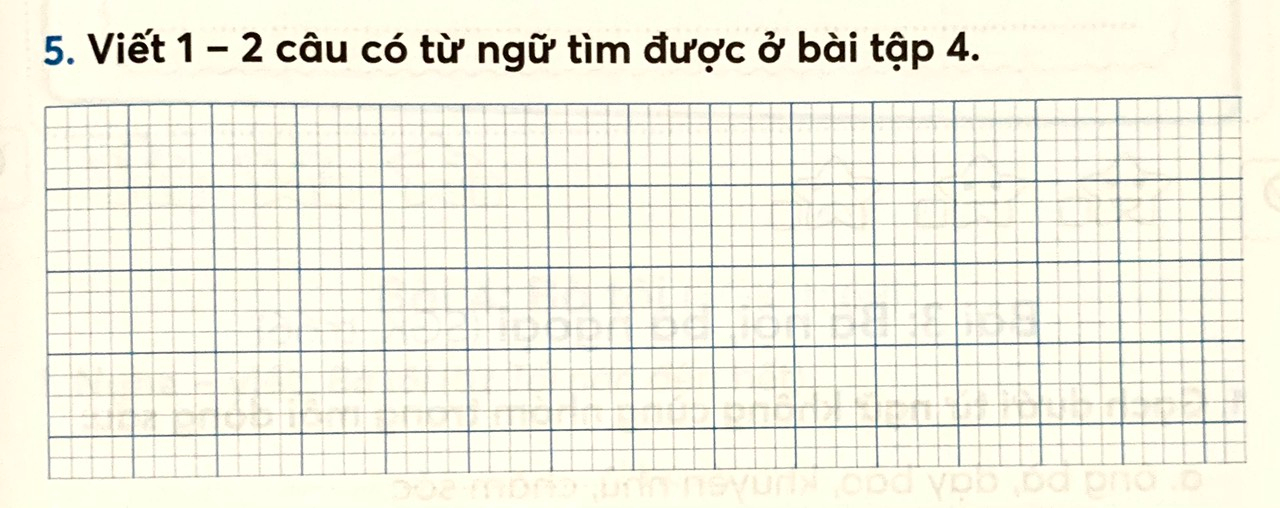 5. Viết 1 – 2 câu có từ ngữ tìm được ở bài tập 4.